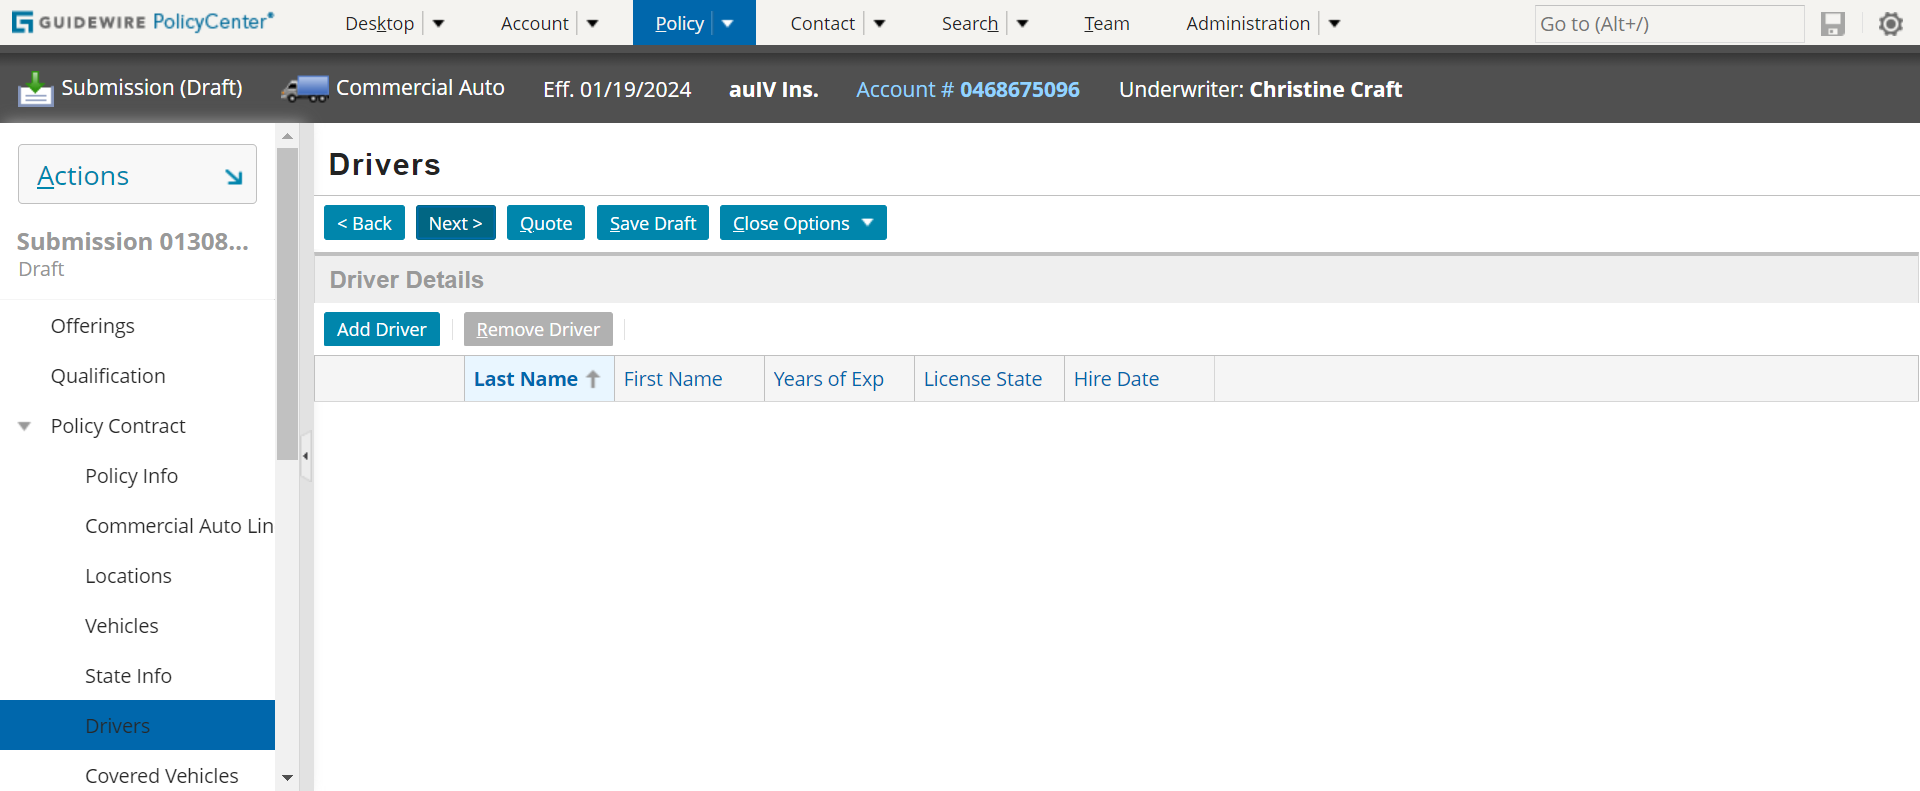 GUIDEWIRE PolicyCenter® Desktop Account Policy Contact Search Team Administration Go to (Alt+/)
Submission (Draft) Commercial Auto Eff. 01/19/2024 auIV Ins. Account # 0468675096 Underwriter: Christine Craft
Actions
Submission 01308...
Draft
Offerings
Qualification
Policy Contract
Policy Info
Commercial Auto Lin
Locations
Vehicles
State Info
Drivers
Covered Vehicles
Drivers
< Back Next > Quote Save Draft Close Options
Driver Details
Add Driver Remove Driver
Last Name First Name Years of Exp License State Hire Date